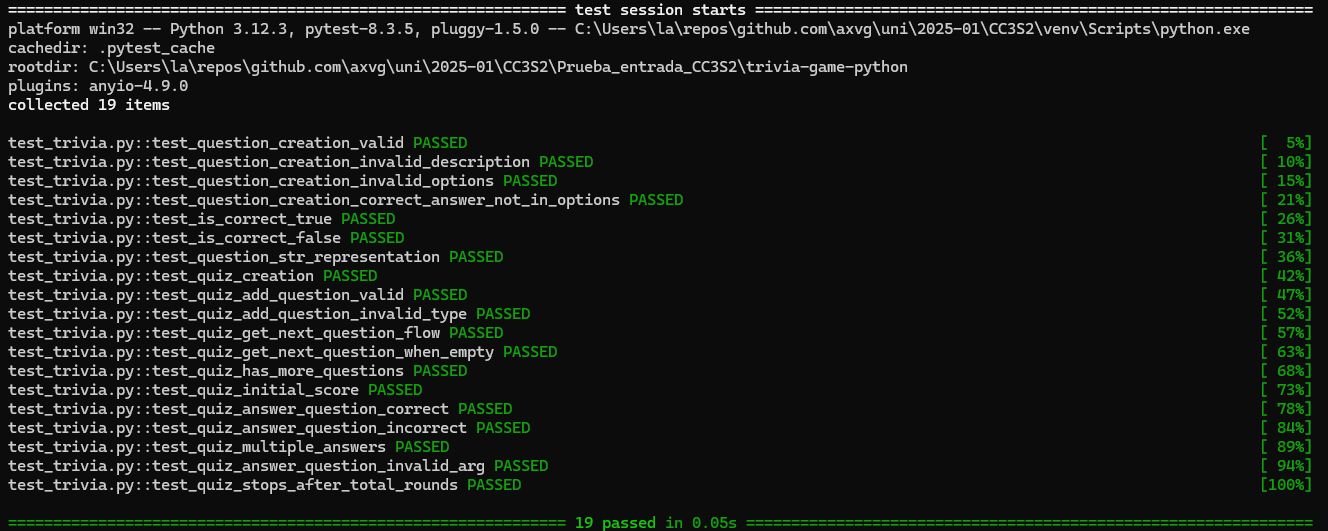 ============================================================== test session starts ==============================================================
platform win32 -- Python 3.12.3, pytest-8.3.5, pluggy-1.5.0 -- C:\Users\la\repos\github.com\axvg\uni\2025-01\CC3S2\venv\Scripts\python.exe
cachedir: .pytest_cache
rootdir: C:\Users\la\repos\github.com\axvg\uni\2025-01\CC3S2\Prueba_entrada_CC3S2\trivia-game-python
plugins: anyio-4.9.0
collected 19 items
test_trivia.py::test_question_creation_valid PASSED [  5%]
test_trivia.py::test_question_creation_invalid_description PASSED [ 10%]
test_trivia.py::test_question_creation_invalid_options PASSED [ 15%]
test_trivia.py::test_question_creation_correct_answer_not_in_options PASSED [ 21%]
test_trivia.py::test_is_correct_true PASSED [ 26%]
test_trivia.py::test_is_correct_false PASSED [ 31%]
test_trivia.py::test_question_str_representation PASSED [ 36%]
test_trivia.py::test_quiz_creation PASSED [ 42%]
test_trivia.py::test_quiz_add_question_valid PASSED [ 47%]
test_trivia.py::test_quiz_add_question_invalid_type PASSED [ 52%]
test_trivia.py::test_quiz_get_next_question_flow PASSED [ 57%]
test_trivia.py::test_quiz_get_next_question_when_empty PASSED [ 63%]
test_trivia.py::test_quiz_has_more_questions PASSED [ 68%]
test_trivia.py::test_quiz_initial_score PASSED [ 73%]
test_trivia.py::test_quiz_answer_question_correct PASSED [ 78%]
test_trivia.py::test_quiz_answer_question_incorrect PASSED [ 84%]
test_trivia.py::test_quiz_multiple_answers PASSED [ 89%]
test_trivia.py::test_quiz_answer_question_invalid_arg PASSED [ 94%]
test_trivia.py::test_quiz_stops_after_total_rounds PASSED [100%]
============================================================== 19 passed in 0.05s ===============================================================